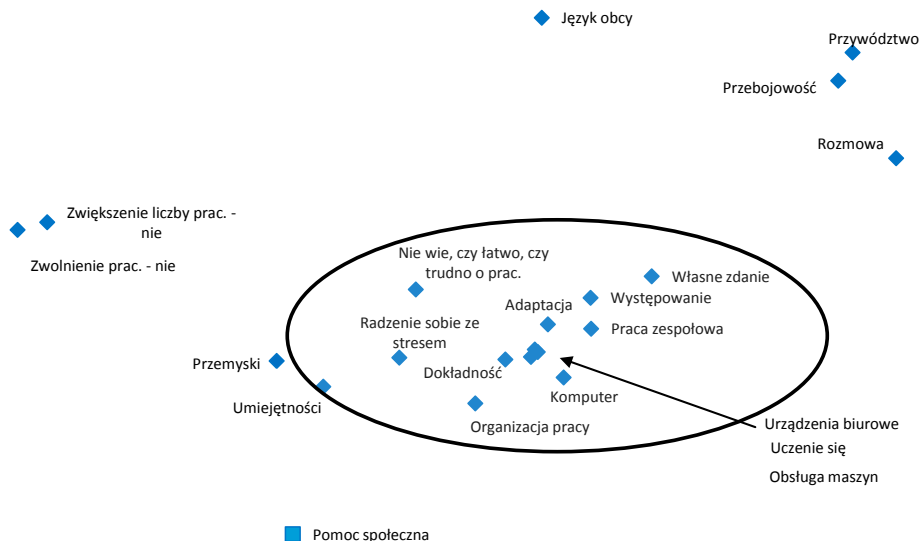 Język obcy
Przywództwo
Przebojowość
Rozmowa
Zwiększenie liczby prac. -
nie
Zwolnienie prac. - nie
Nie wie, czy łatwo, czy
trudno o prac.
Własne zdanie
Występowanie
Adaptacja
Radzenie sobie ze
stresem
Praca zespołowa
Przemyski
Dokładność
Umiejętności
Komputer
Organizacja pracy
Urządzenia biurowe
Uczenie się
Obsługa maszyn
Pomoc społeczna